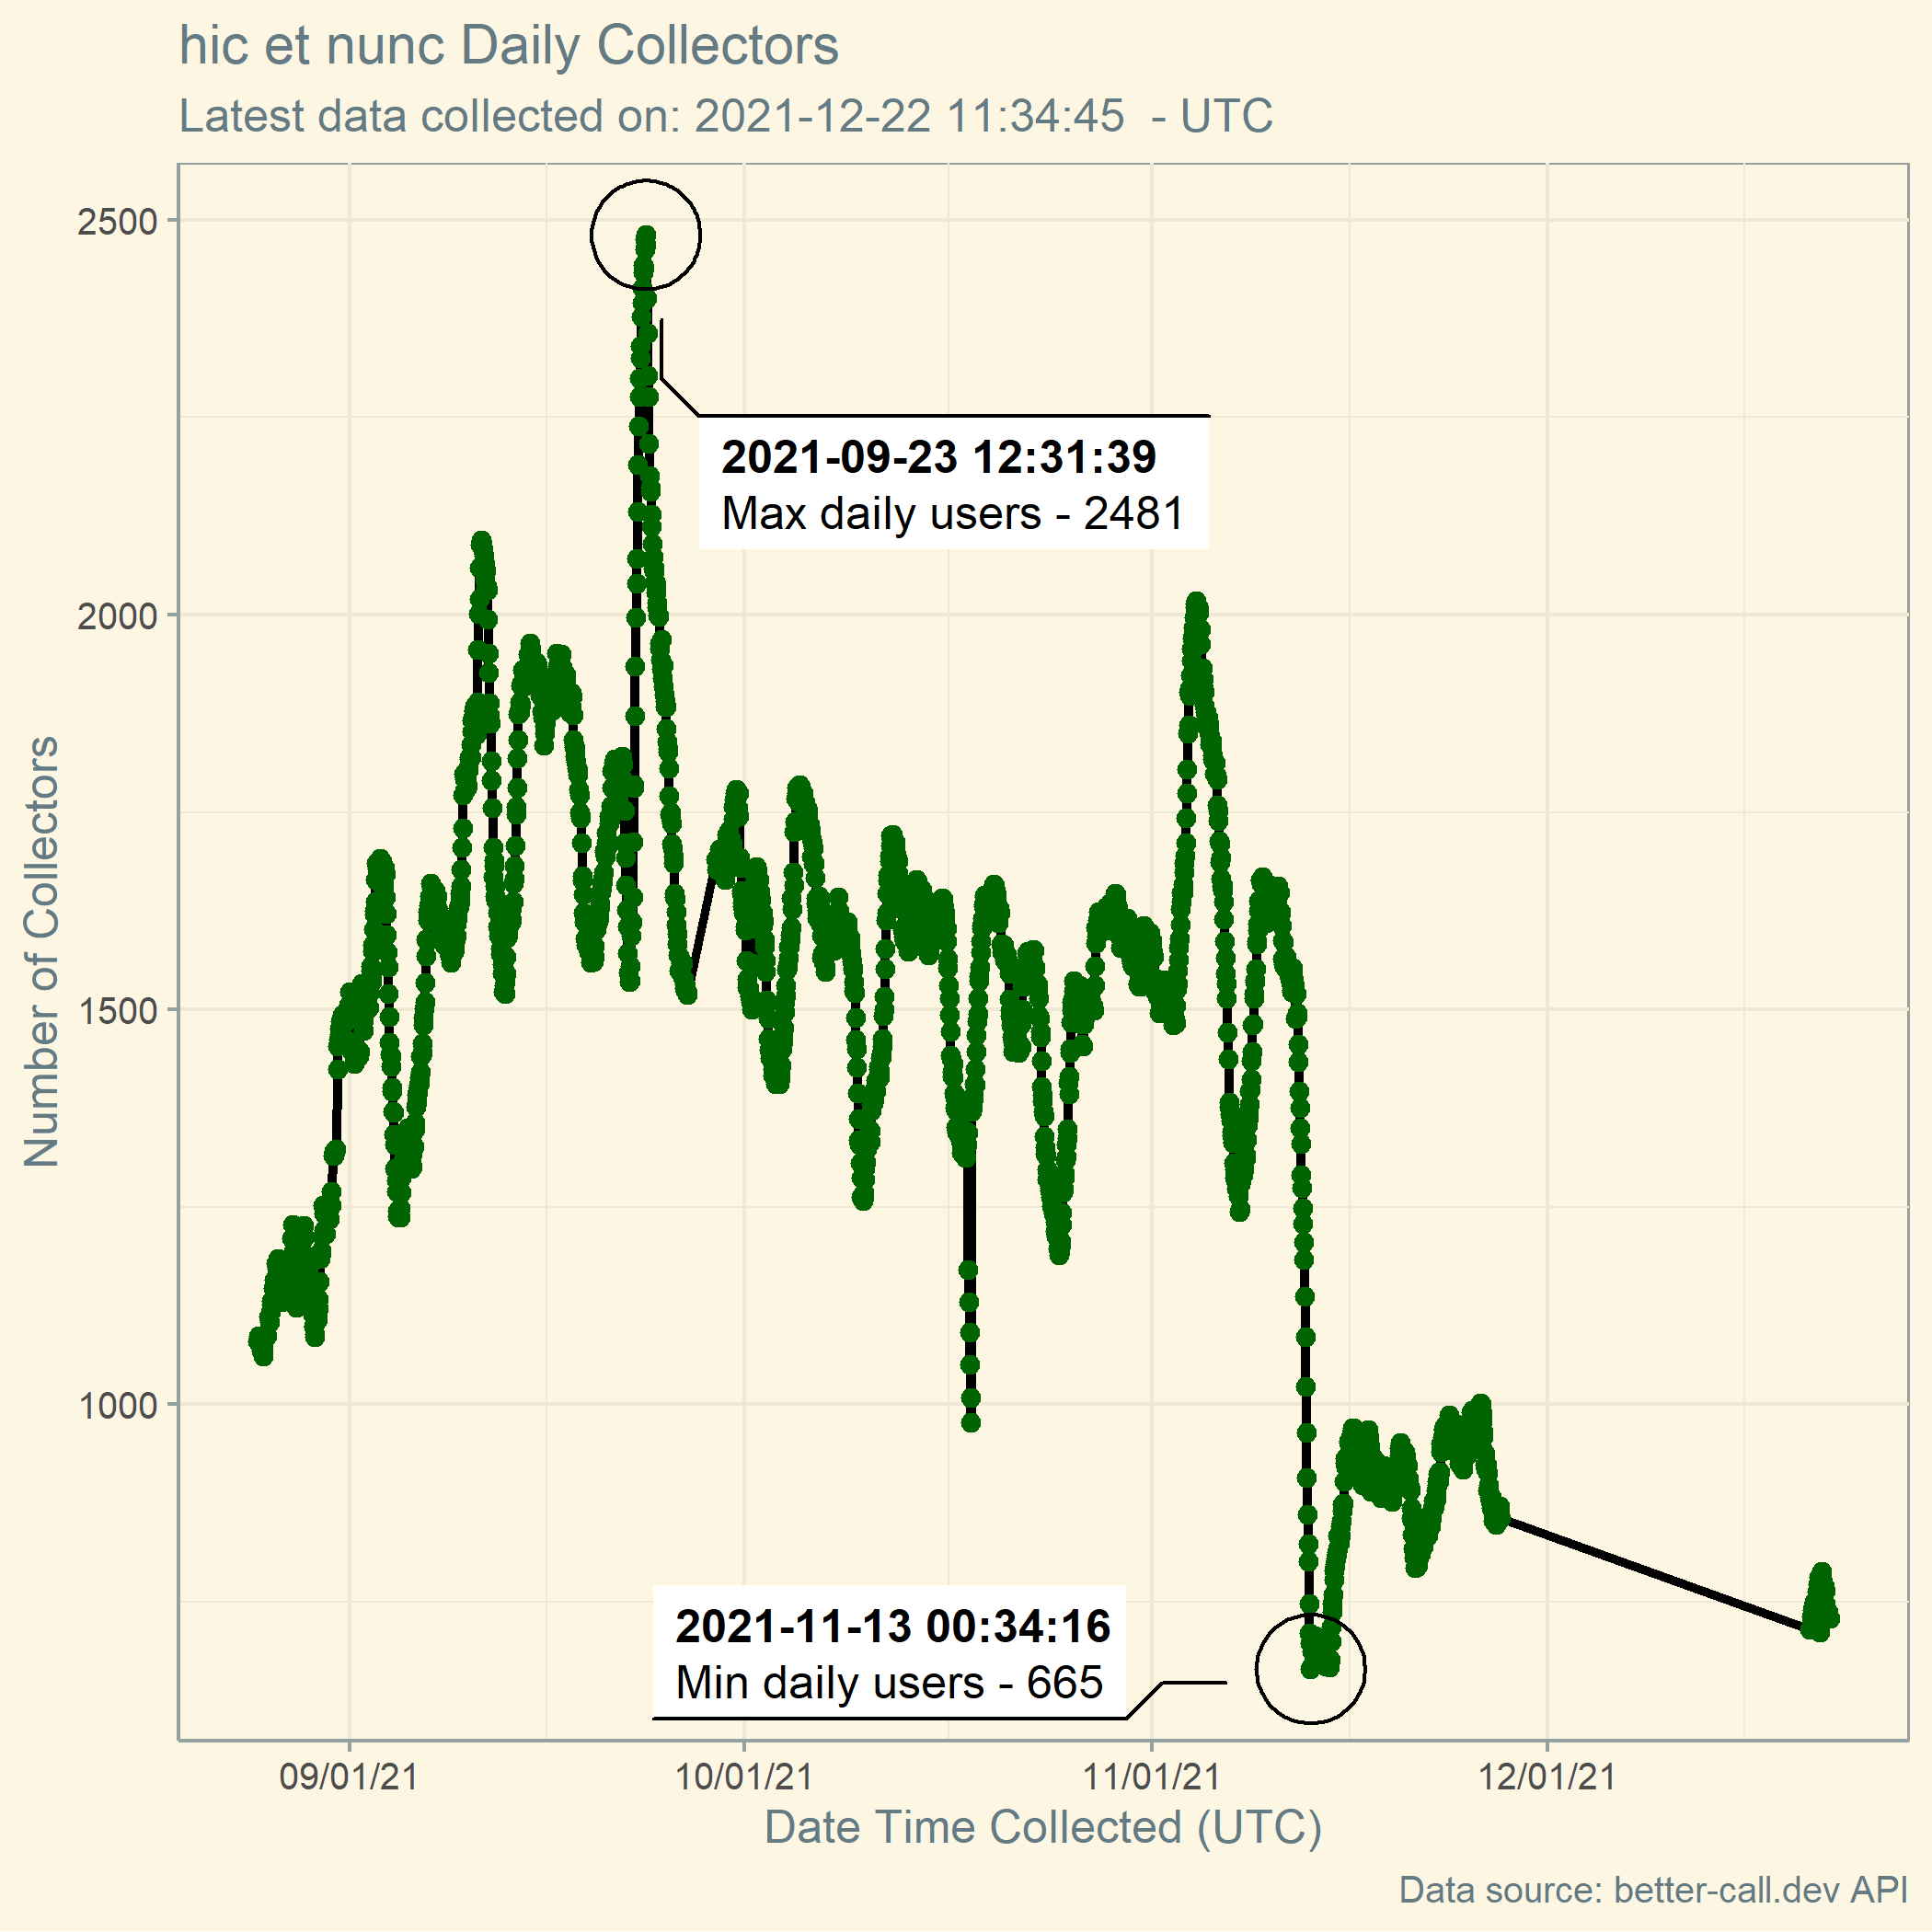 hic et nunc Daily Collectors
Latest data collected on: 2021-12-22 11:34:45  - UTC
2500
2000
1500
1000
Number of Collectors
2021-09-23 12:31:39
Max daily users - 2481
2021-11-13 00:34:16
Min daily users - 665
09/01/21
10/01/21
11/01/21
12/01/21
Date Time Collected (UTC)
Data source: better-call.dev API